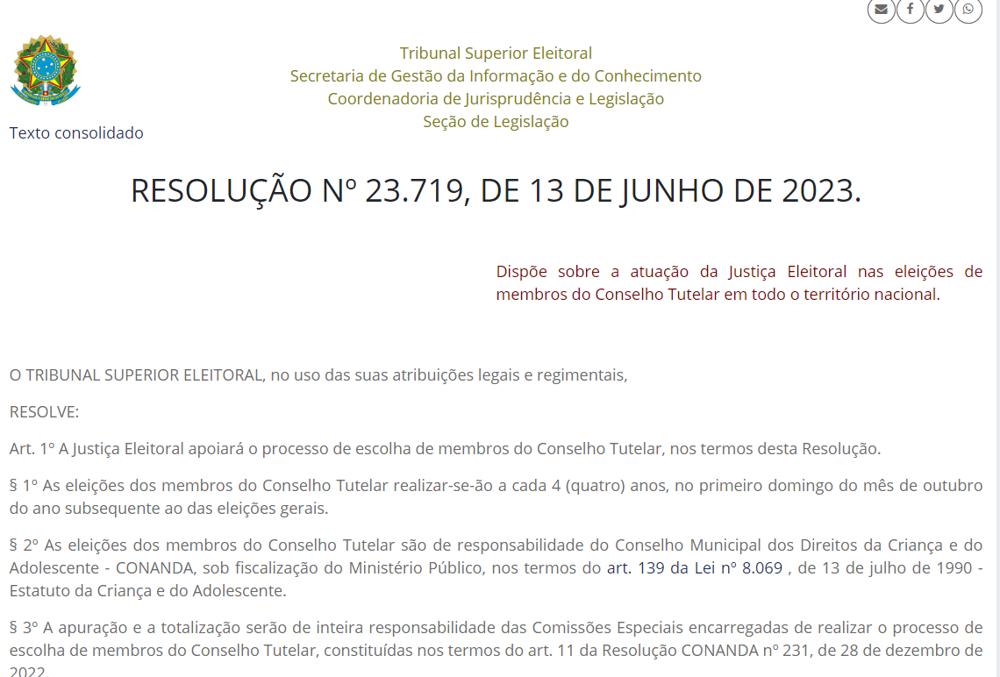 Tribunal Superior Eleitoral
Secretaria de Gestão da Informação e do Conhecimento
Coordenadoria de Jurisprudência e Legislação
Seção de Legislação
Texto consolidado
RESOLUÇÃO Nº 23.719, DE 13 DE JUNHO DE 2023.
Dispõe sobre a atuação da Justiça Eleitoral nas eleições de
membros do Conselho Tutelar em todo o território nacional.
O TRIBUNAL SUPERIOR ELEITORAL, no uso das suas atribuições legais e regimentais,
RESOLVE:
Art. 1º A Justiça Eleitoral apoiará o processo de escolha de membros do Conselho Tutelar, nos termos desta Resolução.
§ 1º As eleições dos membros do Conselho Tutelar realizar-se-ão a cada 4 (quatro) anos, no primeiro domingo do mês de outubro
do ano subsequente ao das eleições gerais.
§ 2º As eleições dos membros do Conselho Tutelar são de responsabilidade do Conselho Municipal dos Direitos da Criança e do
Adolescente - CONANDA, sob fiscalização do Ministério Público, nos termos do art. 139 da Lei nº 8.069 , de 13 de julho de 1990 -
Estatuto da Criança e do Adolescente.
§ 3º A apuração e a totalização serão de inteira responsabilidade das Comissões Especiais encarregadas de realizar o processo de
escolha de membros do Conselho Tutelar, constituídas nos termos do art. 11 da Resolução CONANDA nº 231, de 28 de dezembro de
2022.